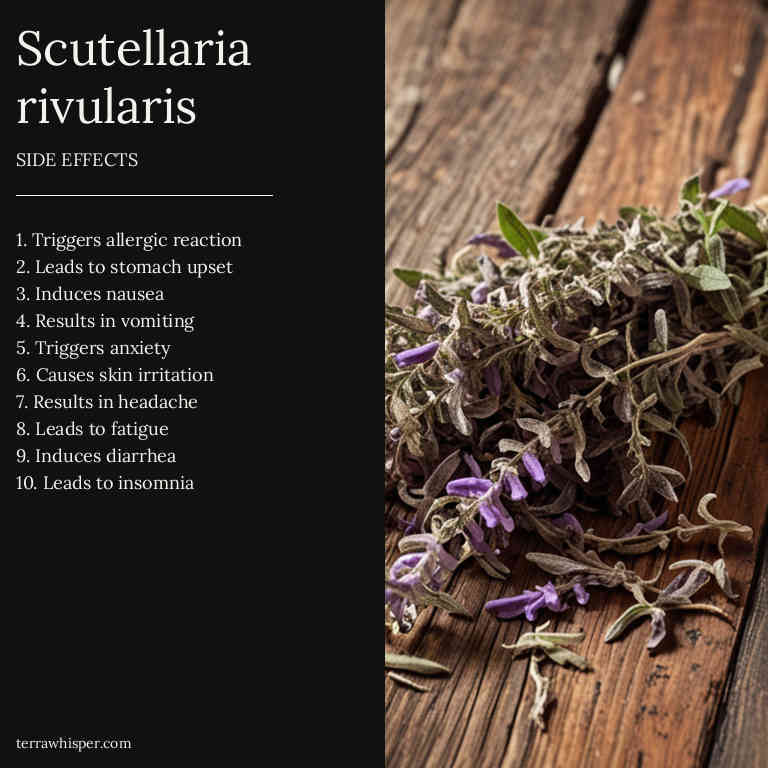 Scutellaria
rivularis
SIDE EFFECTS
1. Triggers allergic reaction
2. Leads to stomach upset
3. Induces nausea
4. Results in vomiting
5. Triggers anxiety
6. Causes skin irritation
7. Results in headache
8. Leads to fatigue
9. Induces diarrhea
10. Leads to insomnia
terrawhisper.com